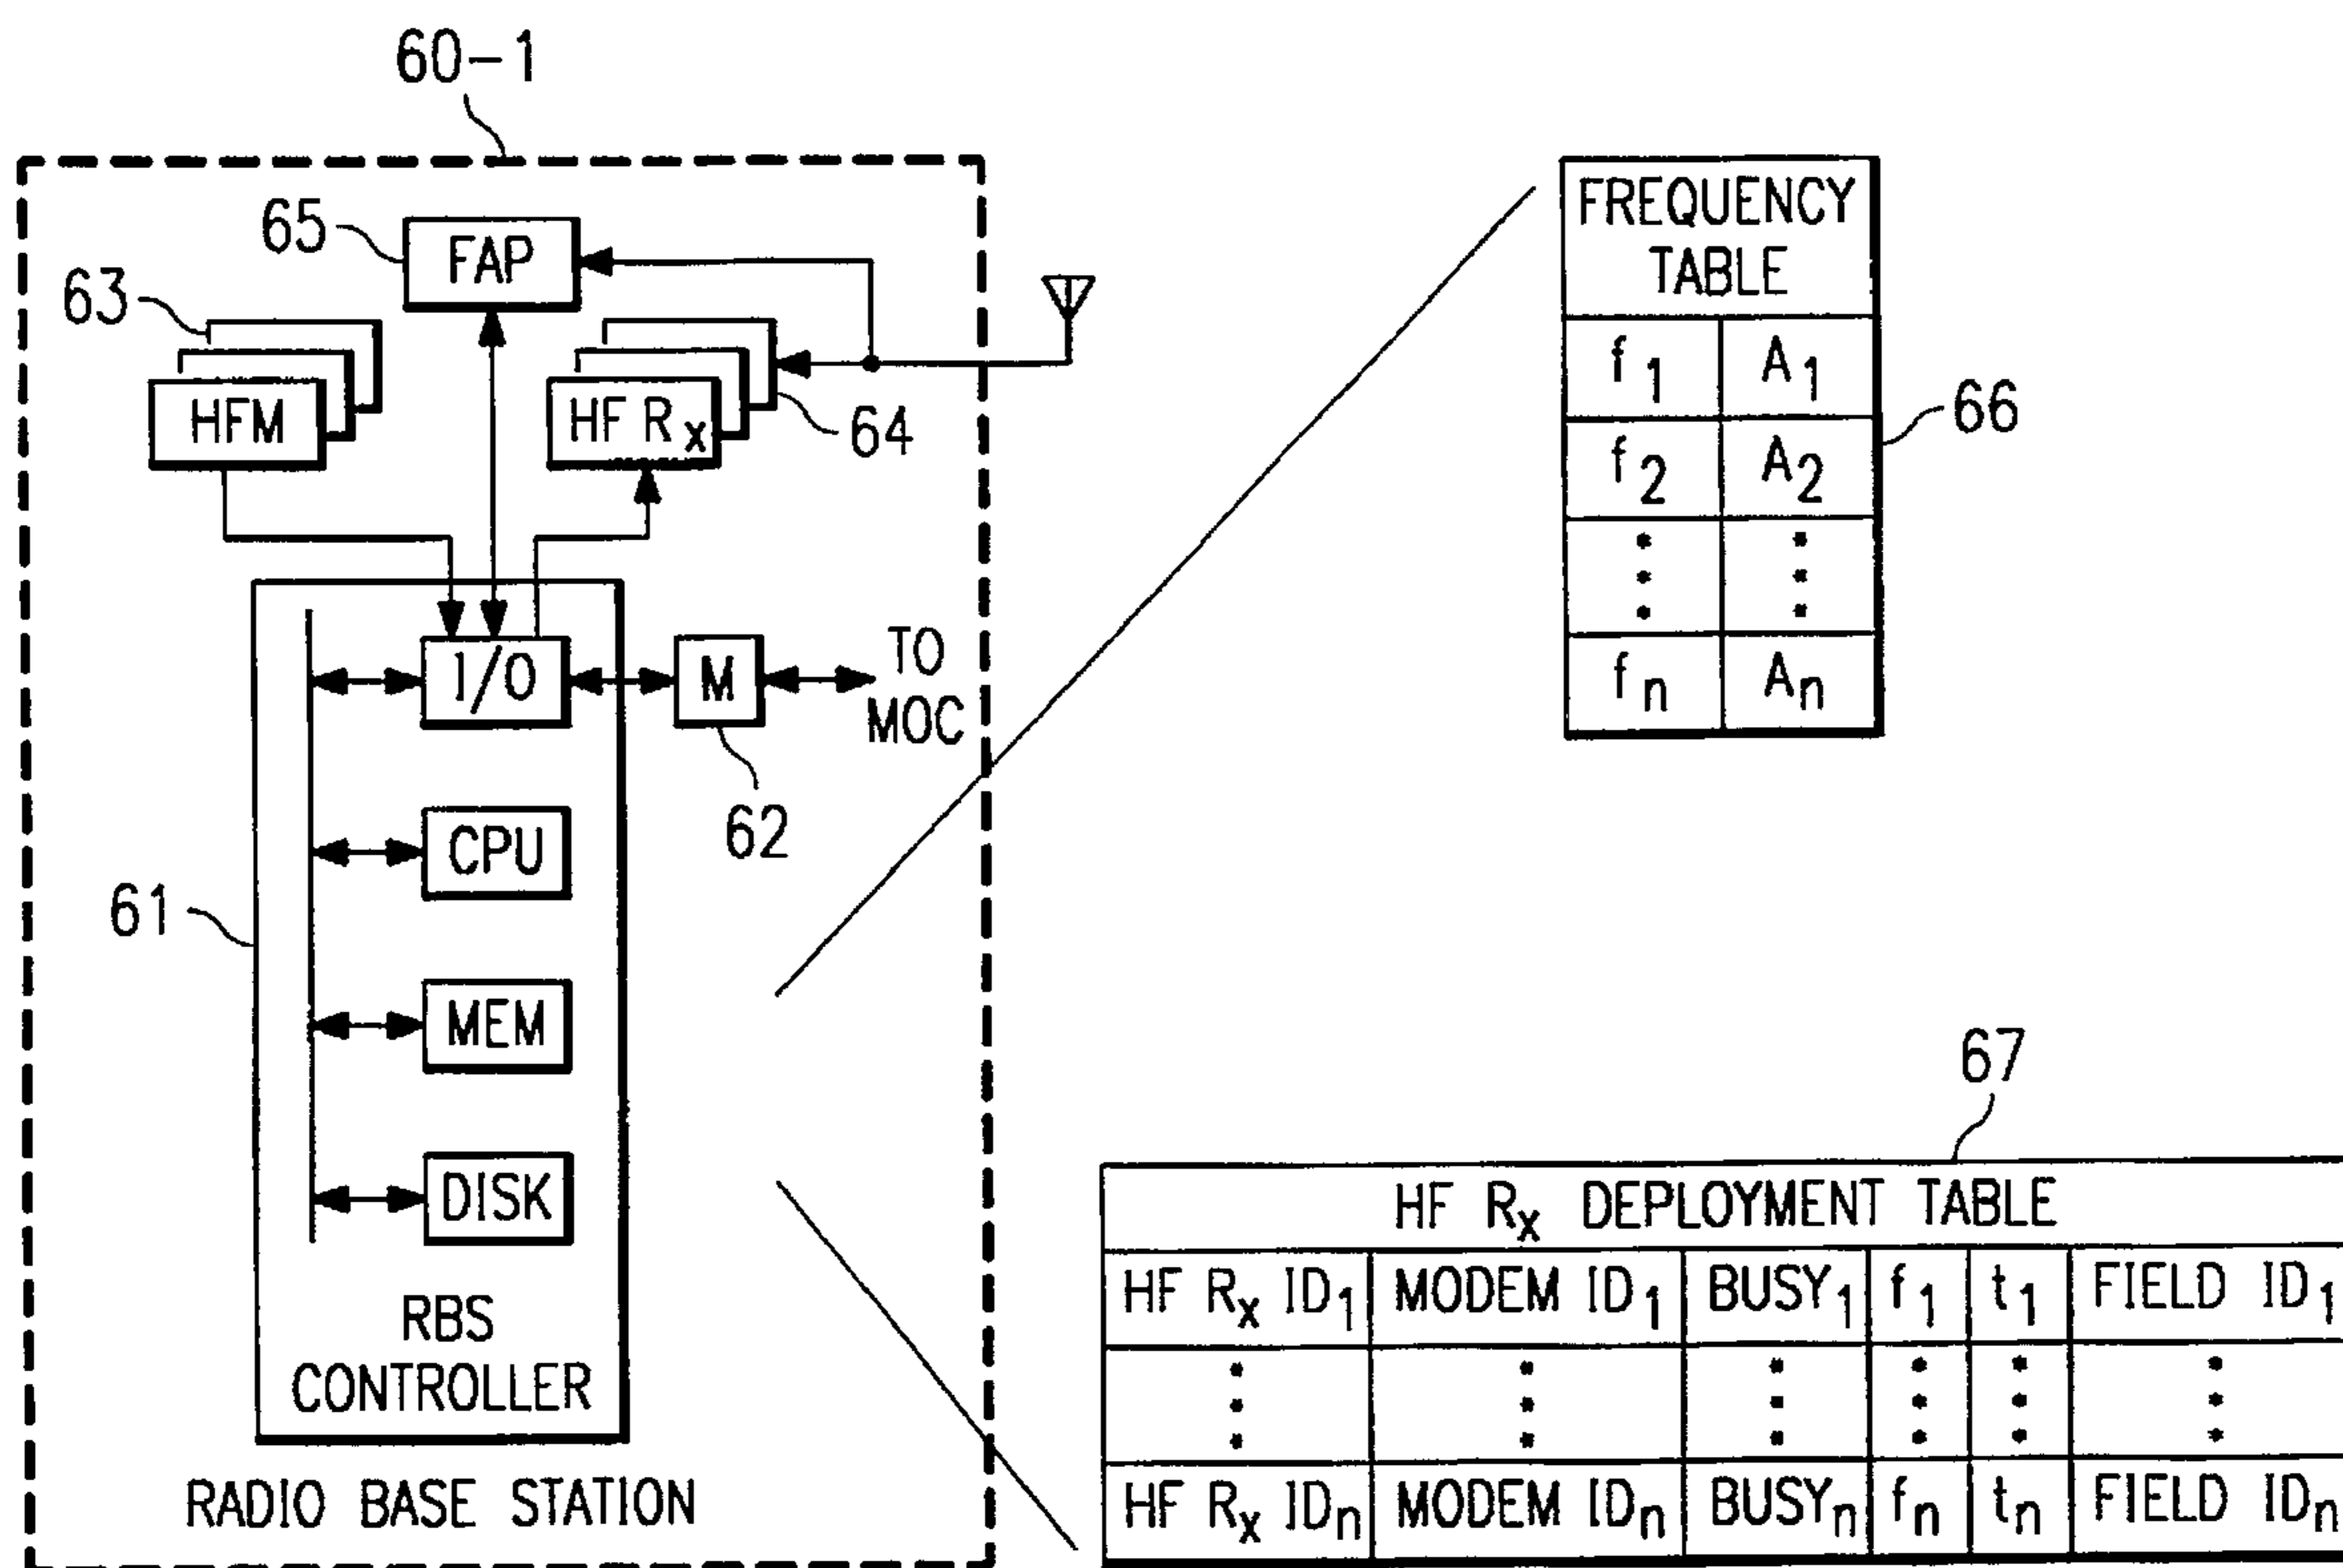 60-1
65
FAP
63
HFM
HF Rx
64
I/O
M
TO
MOC
62
CPU
61
MEM
DISK
RBS
CONTROLLER
RADIO BASE STATION
FREQUENCY
TABLE
f1 A1
f2 A2
fn An
66
67
HF Rx DEPLOYMENT TABLE
HF Rx ID1 MODEM ID1 BUSY1 f1 t1 FIELD ID1
HF Rx IDn MODEM IDn BUSYn fn tn FIELD IDn